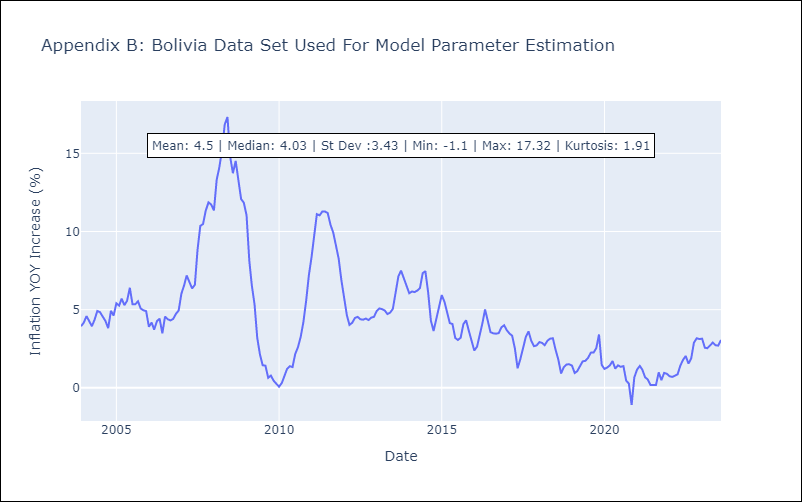 Appendix B: Bolivia Data Set Used For Model Parameter Estimation
Mean: 4.5 | Median: 4.03 | St Dev :3.43 | Min: -1.1 | Max: 17.32 | Kurtosis: 1.91
Inflation YOY Increase (%)
15
10
5
0
2005
2010
2015
2020
Date